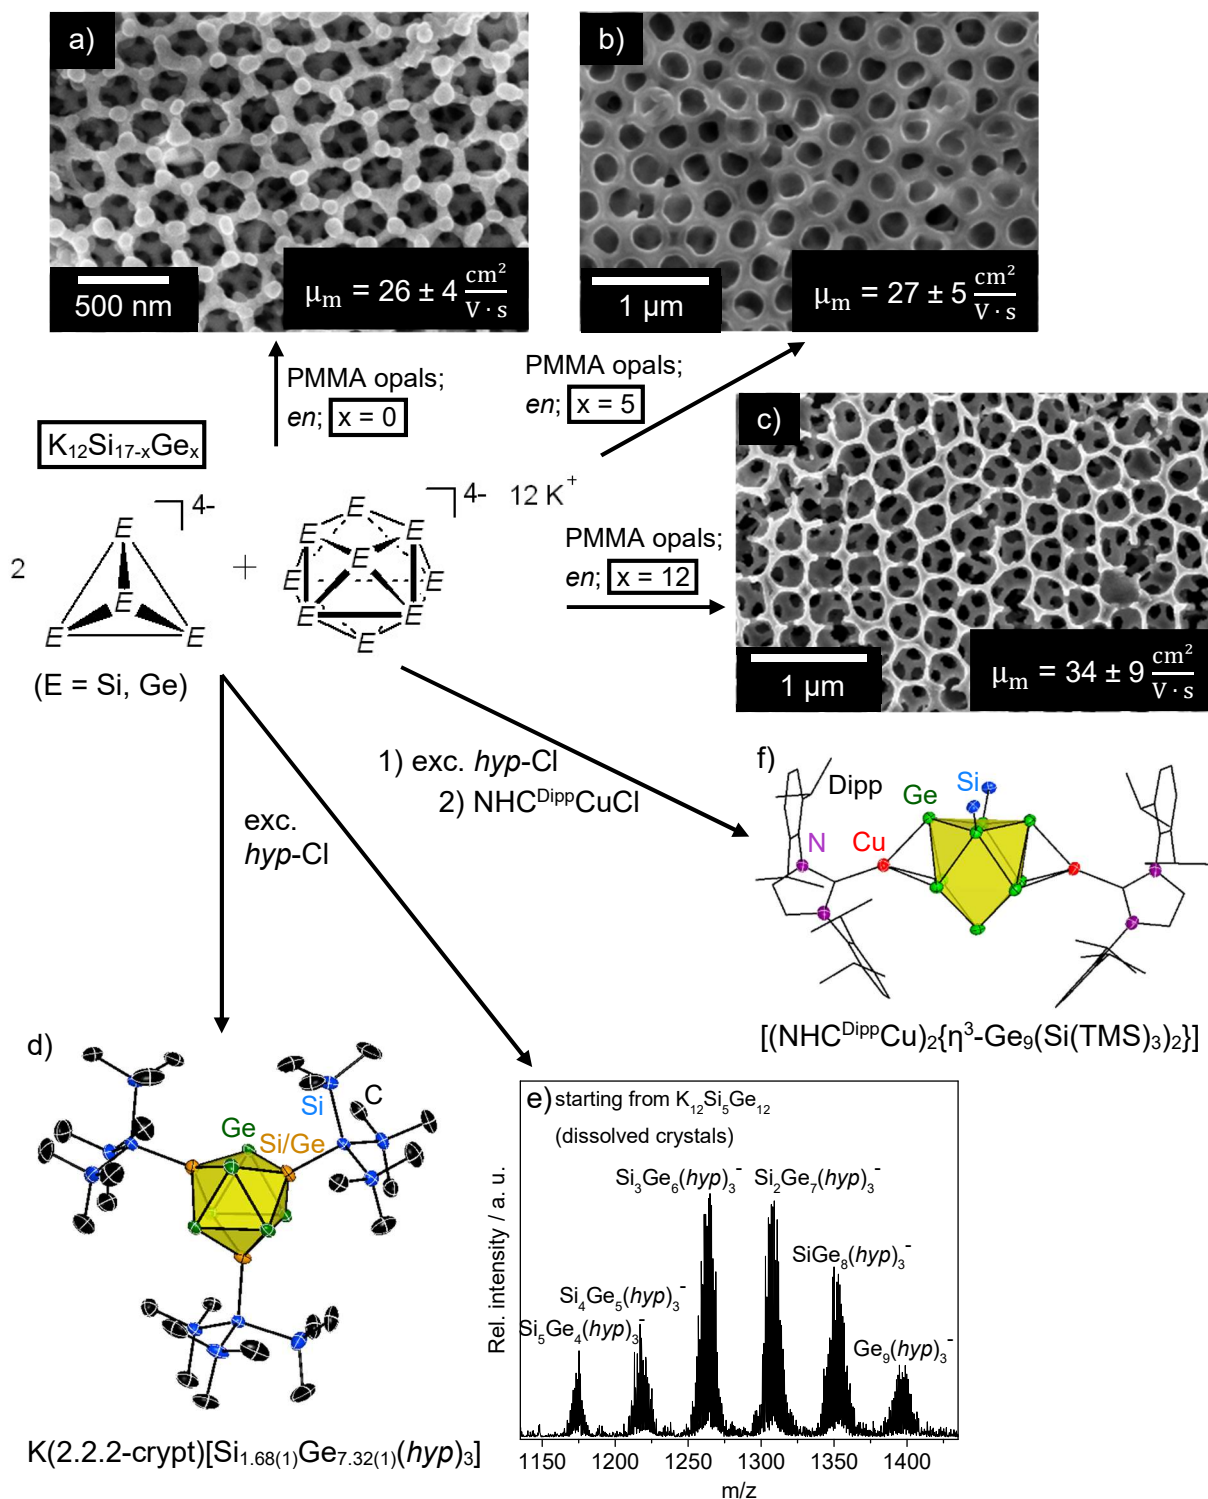 a)
500 nm
μₘ = 26 ± 4 cm²/V · s
b)
1 μm
μₘ = 27 ± 5 cm²/V · s
PMMA opals;
en; x = 0
PMMA opals;
en; x = 5
c)
1 μm
μₘ = 34 ± 9 cm²/V · s
K₁₂Si₁₇₋ₓGeₓ
2
E
E
E
E
4-
+
E
E
E
E
E
E
E
E
E
4-
12 K⁺
(E = Si, Ge)
PMMA opals;
en; x = 12
exc.
hyp-Cl
1) exc. hyp-Cl
2) NHCᴰⁱᵖᵖCuCl
f)
Dipp
Ge
Si
N
Cu
[(NHCᴰⁱᵖᵖCu)₂{η³-Ge₉(Si(TMS)₃)₂}]
d)
Si
C
Ge
Si/Ge
K(2.2.2-crypt)[Si₁.₆₈₍₁₎Ge₇.₃₂₍₁₎(hyp)₃]
e) starting from K₁₂Si₅Ge₁₂
(dissolved crystals)
Si₃Ge₆(hyp)₃⁻
Si₂Ge₇(hyp)₃⁻
SiGe₈(hyp)₃⁻
Si₄Ge₅(hyp)₃⁻
Si₅Ge₄(hyp)₃⁻
Ge₉(hyp)₃⁻
Rel. intensity / a. u.
1150 1200 1250 1300 1350 1400
m/z